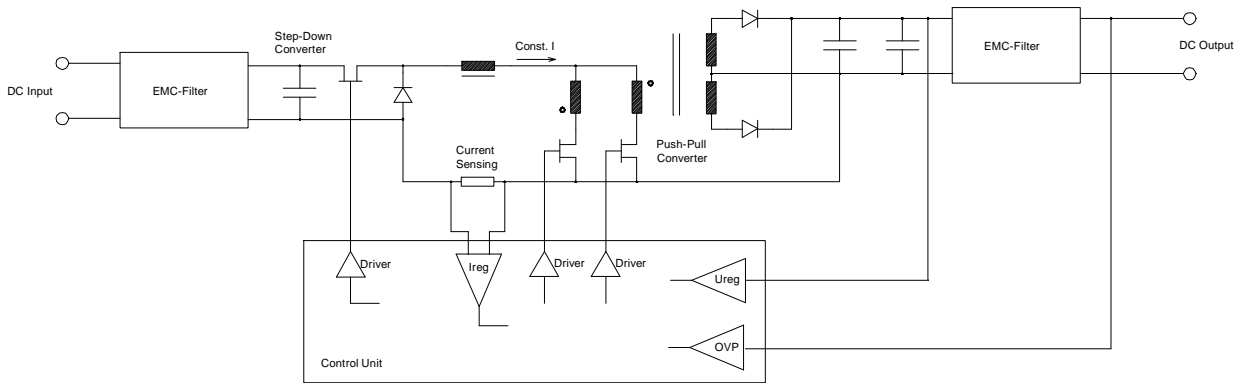 Step-Down
Converter
Const. I
DC Input
EMC-Filter
EMC-Filter
DC Output
Current
Sensing
Push-Pull
Converter
Driver
Ireg
Driver
Driver
Ureg
OVP
Control Unit